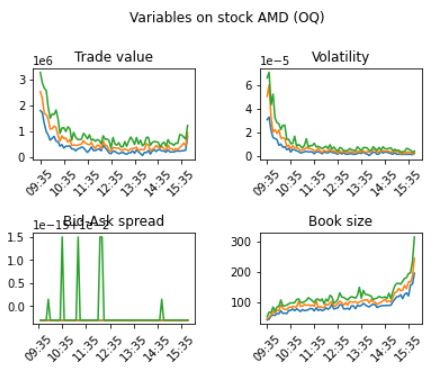 Variables on stock AMD (OQ)
1e6 Trade value
3
2
1
0
09:35 10:35 11:35 12:35 13:35 14:35 15:35
1e−5 Volatility
6
4
2
0
09:35 10:35 11:35 12:35 13:35 14:35 15:35
1e−15+1e−2 Bid-Ask spread
1.5
1.0
0.5
0.0
09:35 10:35 11:35 12:35 13:35 14:35 15:35
Book size
300
200
100
09:35 10:35 11:35 12:35 13:35 14:35 15:35